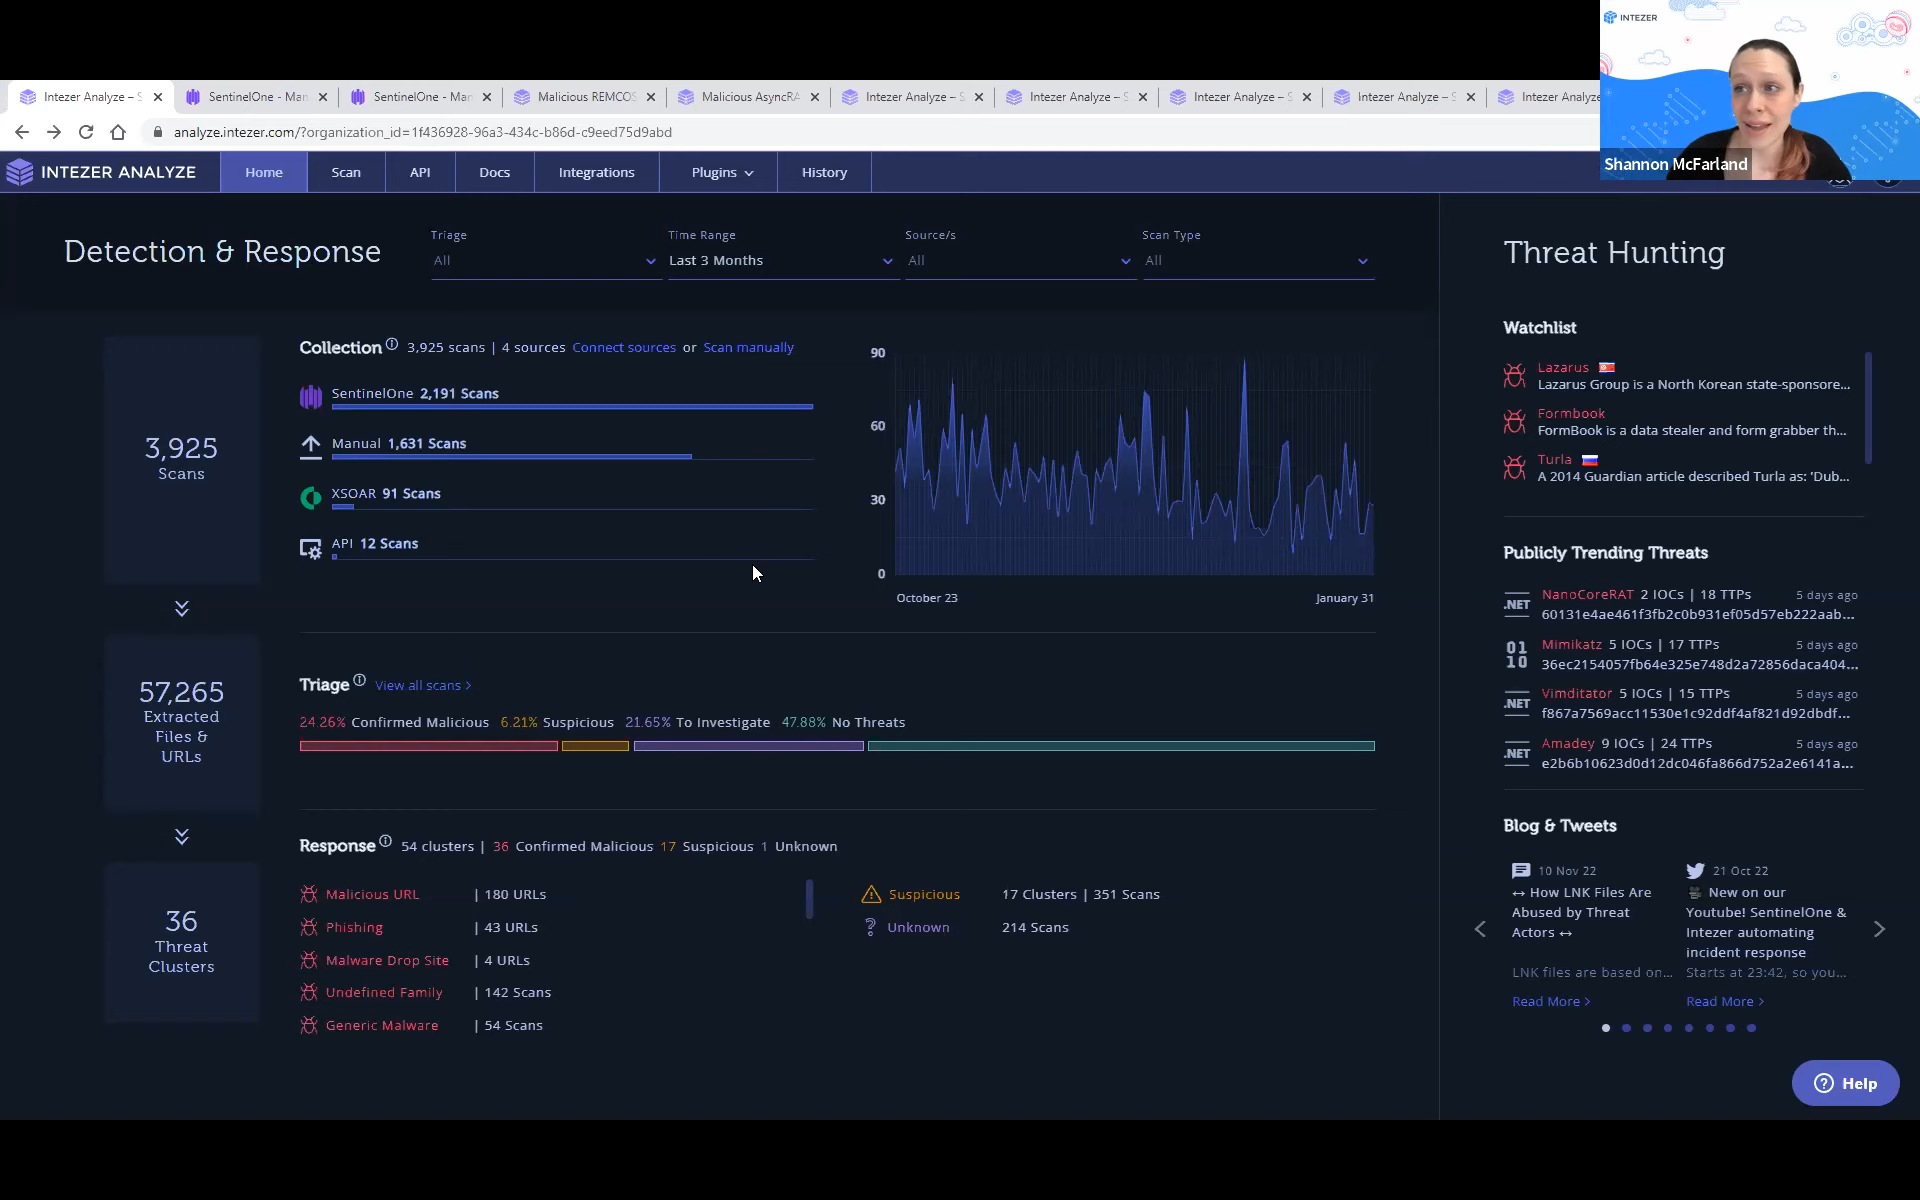 INTEZER
Shannon McFarland
Intezer Analyze – S
SentinelOne - Man
SentinelOne - Man
Malicious REMCOS
Malicious AsyncRA
Intezer Analyze – S
Intezer Analyze – S
Intezer Analyze – S
Intezer Analyze – S
Intezer Analyze
analyze.intezer.com/?organization_id=1f436928-96a3-434c-b86d-c9eed75d9abd
INTEZER ANALYZE
Home
Scan
API
Docs
Integrations
Plugins
History
Detection & Response
Triage
All
Time Range
Last 3 Months
Source/s
All
Scan Type
All
3,925
Scans
57,265
Extracted
Files &
URLs
36
Threat
Clusters
Collection 3,925 scans | 4 sources Connect sources or Scan manually
SentinelOne 2,191 Scans
Manual 1,631 Scans
XSOAR 91 Scans
API 12 Scans
90
60
30
0
October 23
January 31
Triage View all scans >
24.26% Confirmed Malicious 6.21% Suspicious 21.65% To Investigate 47.88% No Threats
Response 54 clusters | 36 Confirmed Malicious 17 Suspicious 1 Unknown
Malicious URL | 180 URLs
Phishing | 43 URLs
Malware Drop Site | 4 URLs
Undefined Family | 142 Scans
Generic Malware | 54 Scans
Suspicious 17 Clusters | 351 Scans
Unknown 214 Scans
Threat Hunting
Watchlist
Lazarus
Lazarus Group is a North Korean state-sponsore...
Formbook
FormBook is a data stealer and form grabber th...
Turla
A 2014 Guardian article described Turla as: 'Dub...
Publicly Trending Threats
.NET
NanoCoreRAT 2 IOCs | 18 TTPs 5 days ago
60131e4ae461f3fb2c0b931ef05d57eb222aab...
01
10
Mimikatz 5 IOCs | 17 TTPs 5 days ago
36ec2154057fb64e325e748d2a72856daca404...
.NET
Vimditator 5 IOCs | 15 TTPs 5 days ago
f867a7569acc11530e1c92ddf4af821d92dbdf...
.NET
Amadey 9 IOCs | 24 TTPs 5 days ago
e2b6b10623d0d12dc046fa866d752a2e6141a...
Blog & Tweets
10 Nov 22
↔ How LNK Files Are
Abused by Threat
Actors ↔
LNK files are based on...
Read More >
21 Oct 22
New on our
Youtube! SentinelOne &
Intezer automating
incident response
Starts at 23:42, so you...
Read More >
Help